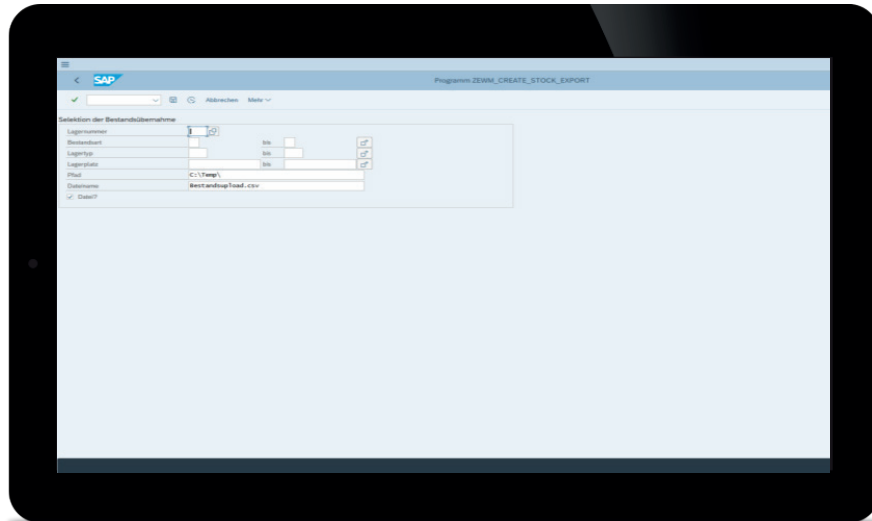 SAP
Programm ZEWM_CREATE_STOCK_EXPORT
Abbrechen Mehr
Selektion der Bestandsübernahme
Lagernummer
Bestandsart bis
Lagertyp bis
Lagerplatz bis
Pfad C:\Temp\
Dateiname Bestandsupload.csv
Datei?